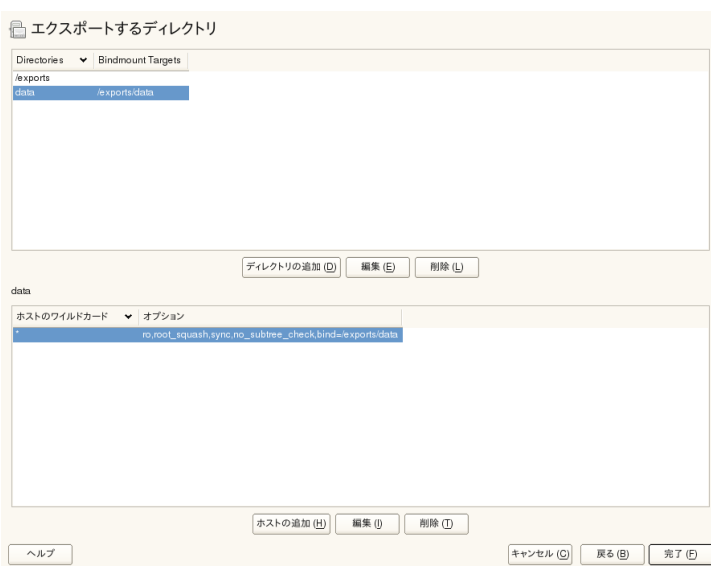 エクスポートするディレクトリ
Directories Bindmount Targets
/exports
data /exports/data
ディレクトリの追加 (D) 編集 (E) 削除 (L)
data
ホストのワイルドカード オプション
* ro,root_squash,sync,no_subtree_check,bind=/exports/data
ホストの追加 (H) 編集 (I) 削除 (T)
ヘルプ キャンセル (C) 戻る (B) 完了 (F)